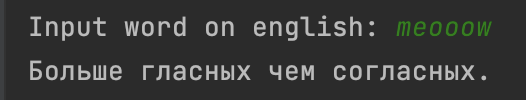 Input word on english: meooow
Больше гласных чем согласных.